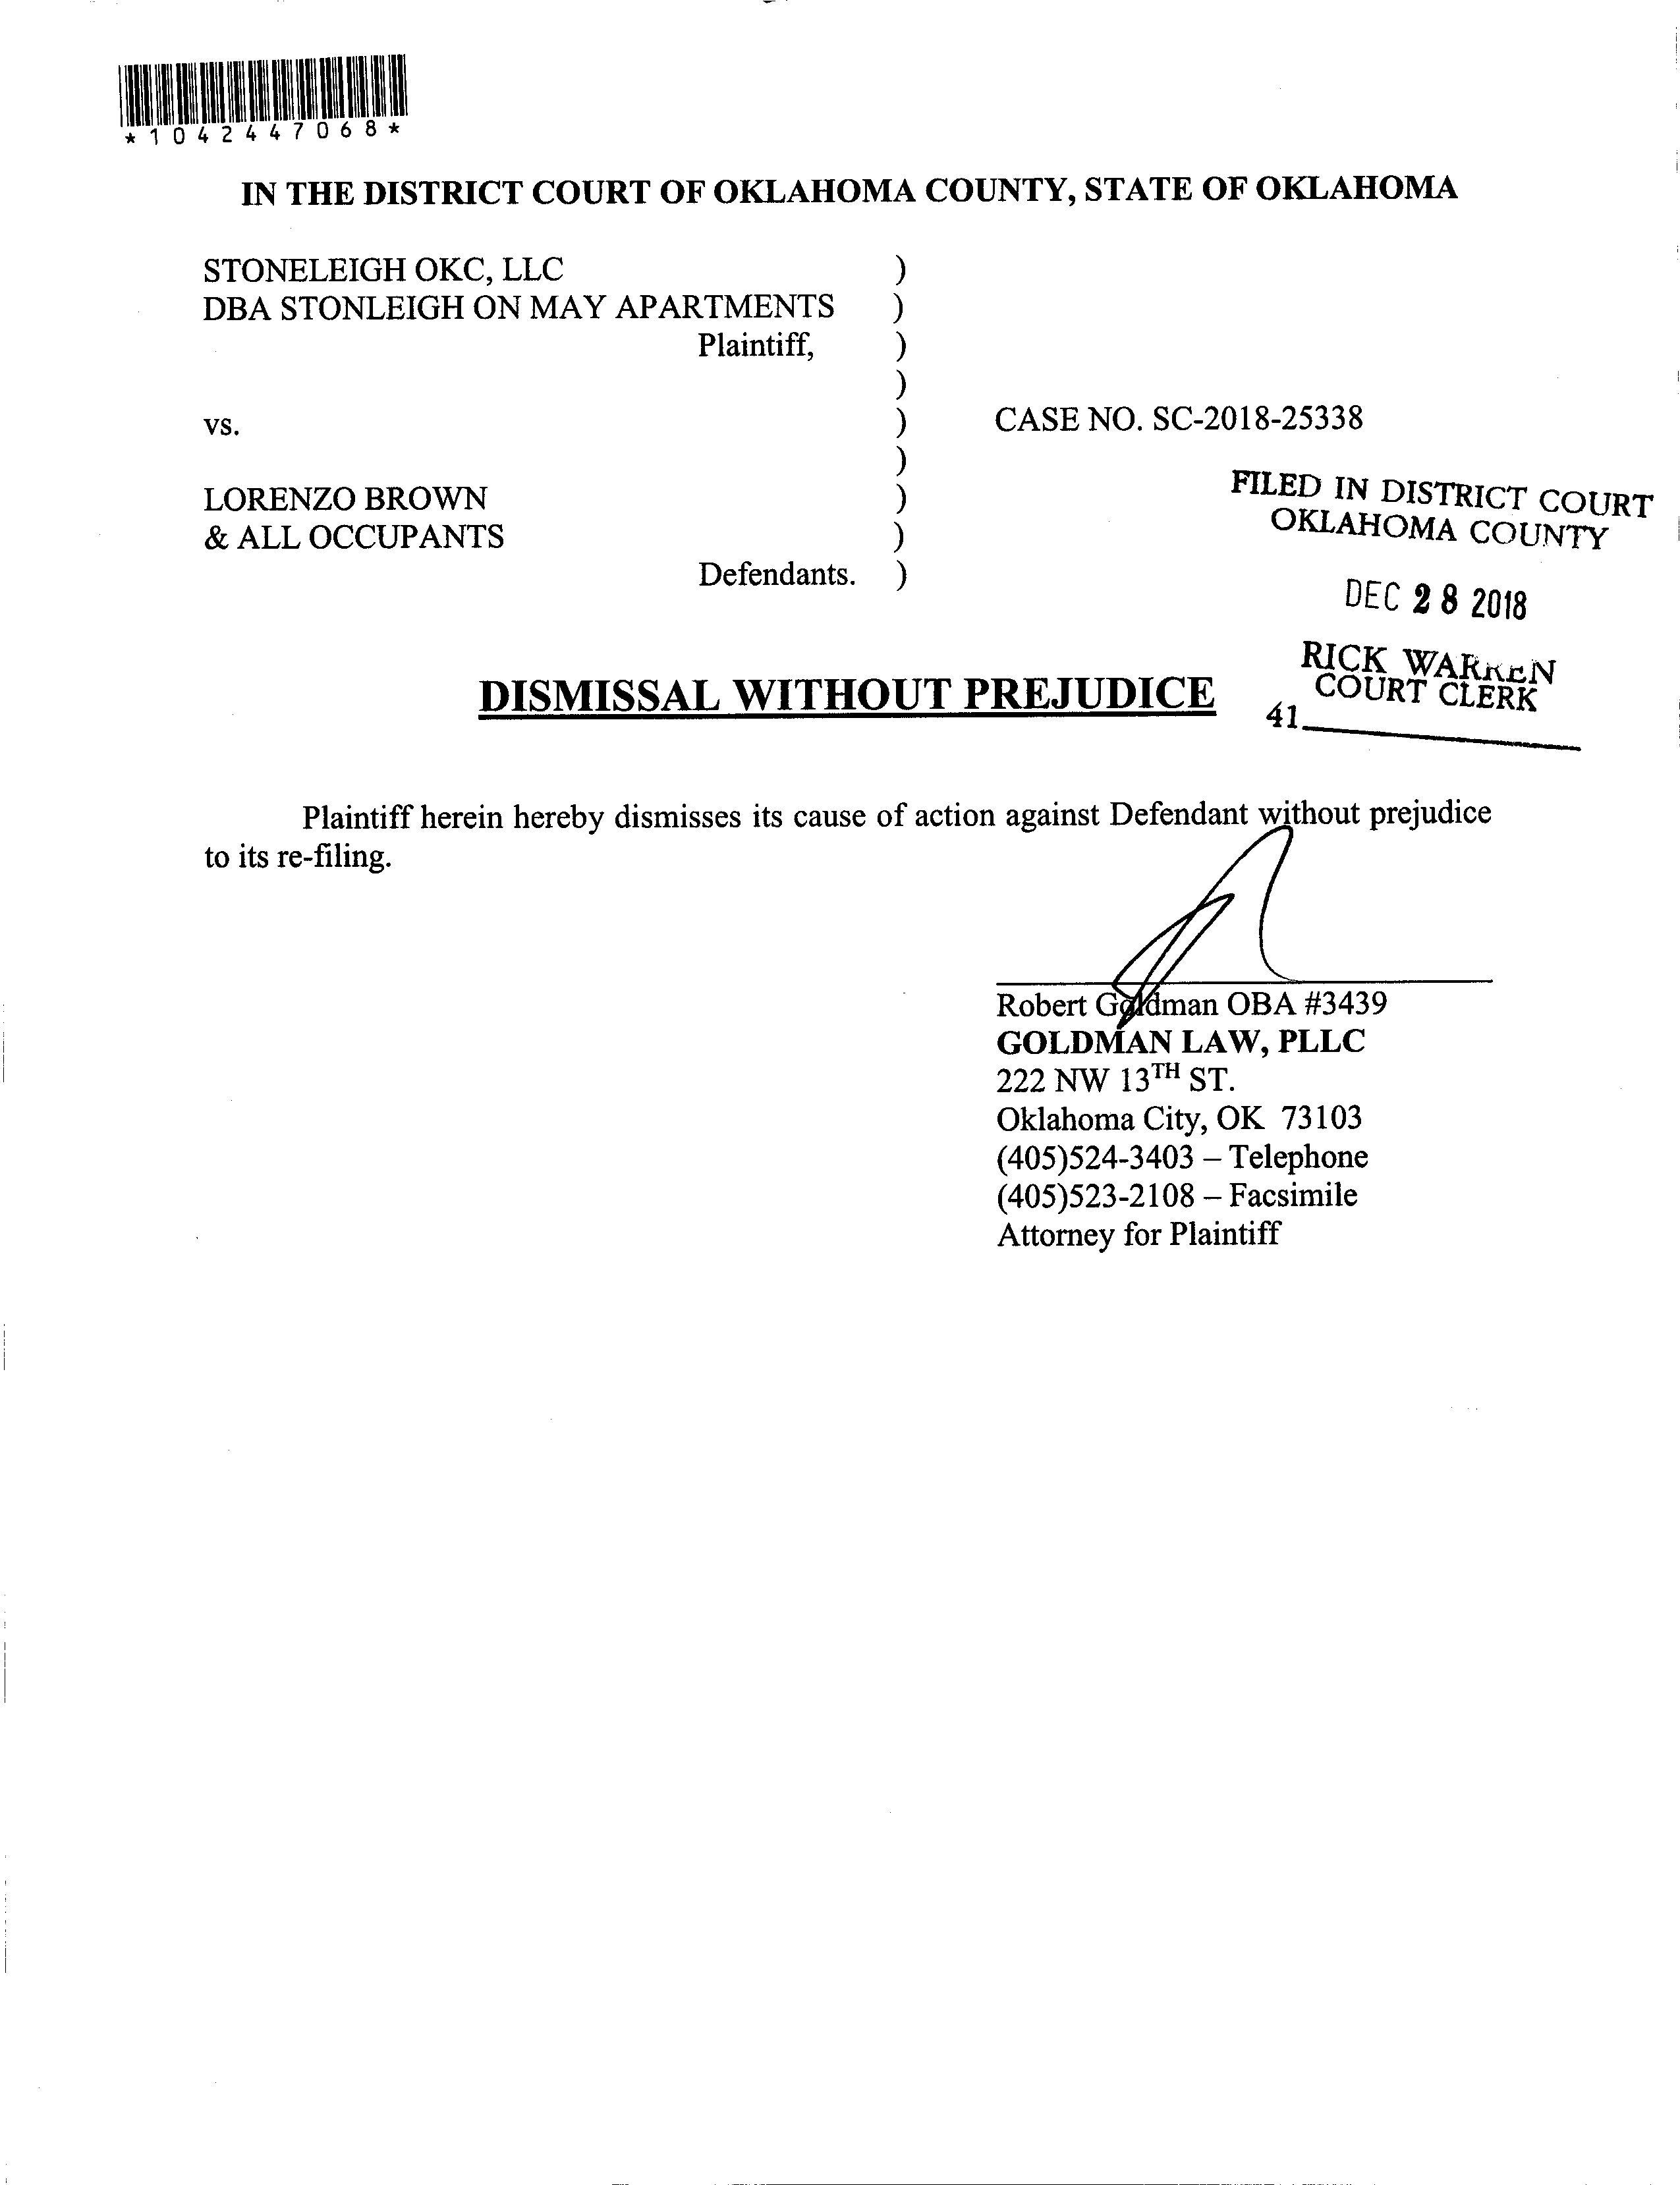 *1042447068*
IN THE DISTRICT COURT OF OKLAHOMA COUNTY, STATE OF OKLAHOMA
STONELEIGH OKC, LLC )
DBA STONLEIGH ON MAY APARTMENTS )
Plaintiff, )
)
vs. ) CASE NO. SC-2018-25338
)
LORENZO BROWN )
& ALL OCCUPANTS )
Defendants. )
FILED IN DISTRICT COURT
OKLAHOMA COUNTY
DEC 28 2018
RICK WARREN
COURT CLERK
41
DISMISSAL WITHOUT PREJUDICE
Plaintiff herein hereby dismisses its cause of action against Defendant without prejudice
to its re-filing.
Robert Goldman OBA #3439
GOLDMAN LAW, PLLC
222 NW 13TH ST.
Oklahoma City, OK 73103
(405)524-3403 – Telephone
(405)523-2108 – Facsimile
Attorney for Plaintiff